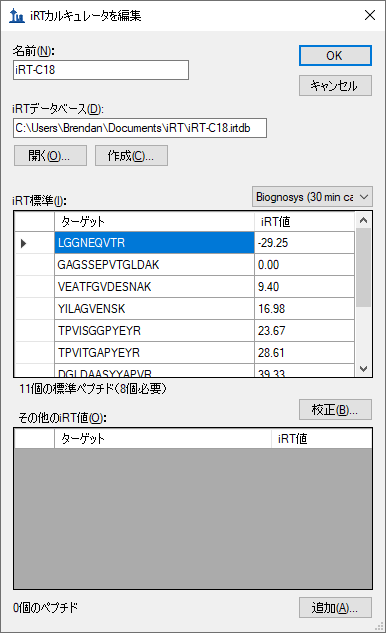 iRTカルキュレータを編集
名前(N):
OK
iRT-C18
キャンセル
iRTデータベース(D):
C:\Users\Brendan\Documents\iRT\iRT-C18.irtdb
開く(O)...
作成(C)...
iRT標準(I):
Biognosys (30 min ca
ターゲット iRT値
LGGNEQVTR -29.25
GAGSSEPVTGLDAK 0.00
VEATFGVDESNAK 9.40
YILAGVENSK 16.98
TPVISGGPYEYR 23.67
TPVITGAPYEYR 28.61
DGLDAASYYAPVR 39.33
11個の標準ペプチド(8個必要)
校正(B)...
その他のiRT値(O):
ターゲット iRT値
0個のペプチド
追加(A)...